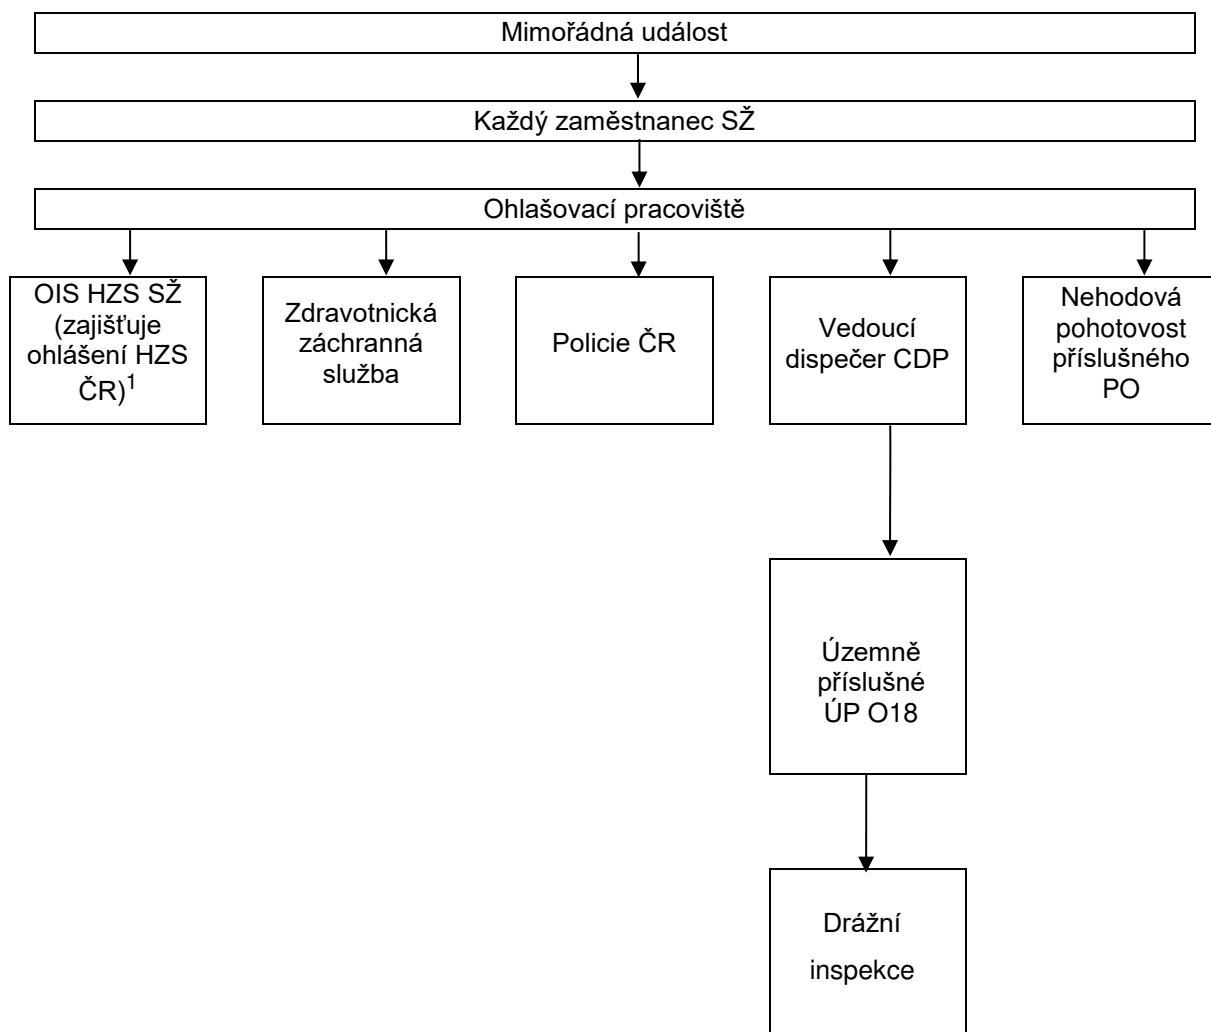 Mimořádná událost
Každý zaměstnanec SŽ
Ohlašovací pracoviště
OIS HZS SŽ
(zajišťuje
ohlášení HZS
ČR)1
Zdravotnická
záchranná
služba
Policie ČR
Vedoucí
dispečer CDP
Nehodová
pohotovost
příslušného
PO
Územně
příslušné
ÚP O18
Drážní
inspekce